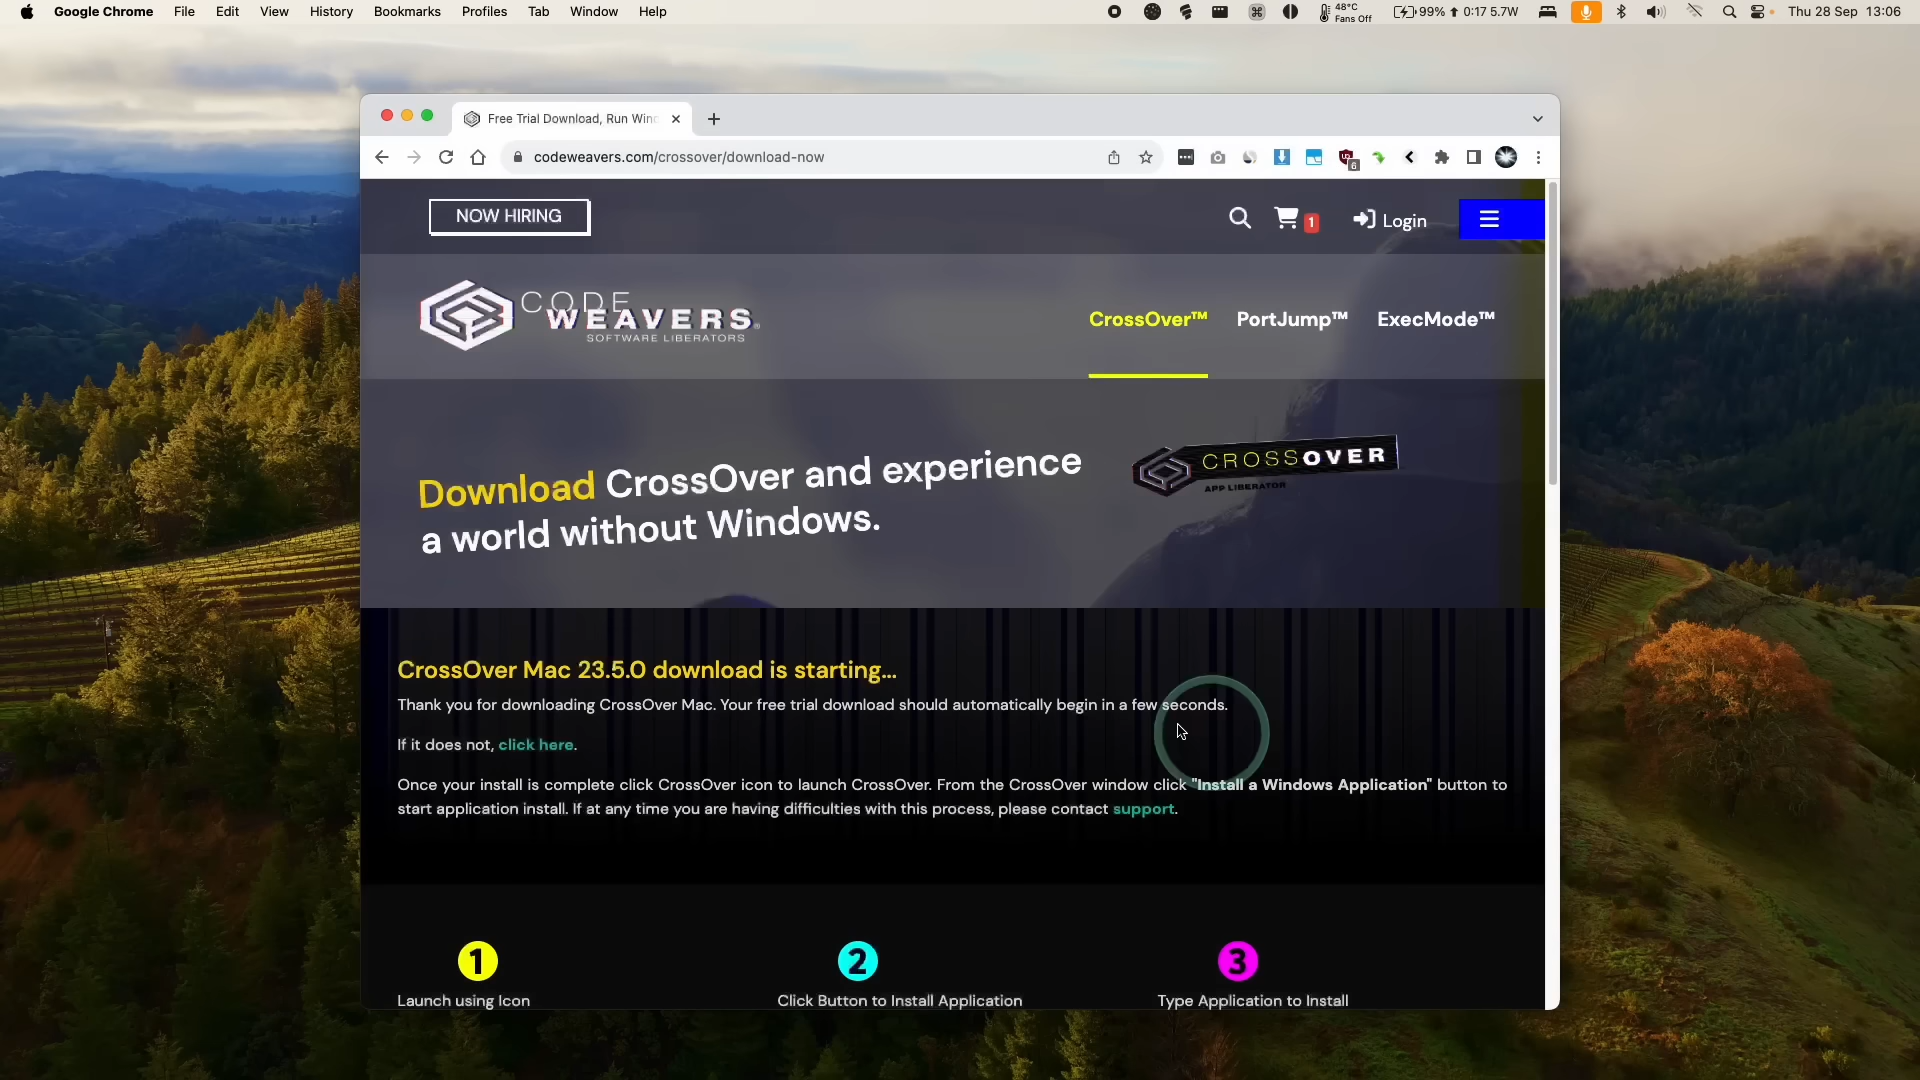 Google Chrome File Edit View History Bookmarks Profiles Tab Window Help
48°C
Fans Off
99% 0:17 5.7W
Thu 28 Sep 13:06
Free Trial Download, Run Wind
codeweavers.com/crossover/download-now
6
NOW HIRING
1
Login
CODE
WEAVERS®
SOFTWARE LIBERATORS
CrossOver™ PortJump™ ExecMode™
Download CrossOver and experience
a world without Windows.
CROSSOVER
APP LIBERATOR
CrossOver Mac 23.5.0 download is starting...
Thank you for downloading CrossOver Mac. Your free trial download should automatically begin in a few seconds.
If it does not, click here.
Once your install is complete click CrossOver icon to launch CrossOver. From the CrossOver window click "Install a Windows Application" button to
start application install. If at any time you are having difficulties with this process, please contact support.
1
2
3
Launch using Icon
Click Button to Install Application
Type Application to Install